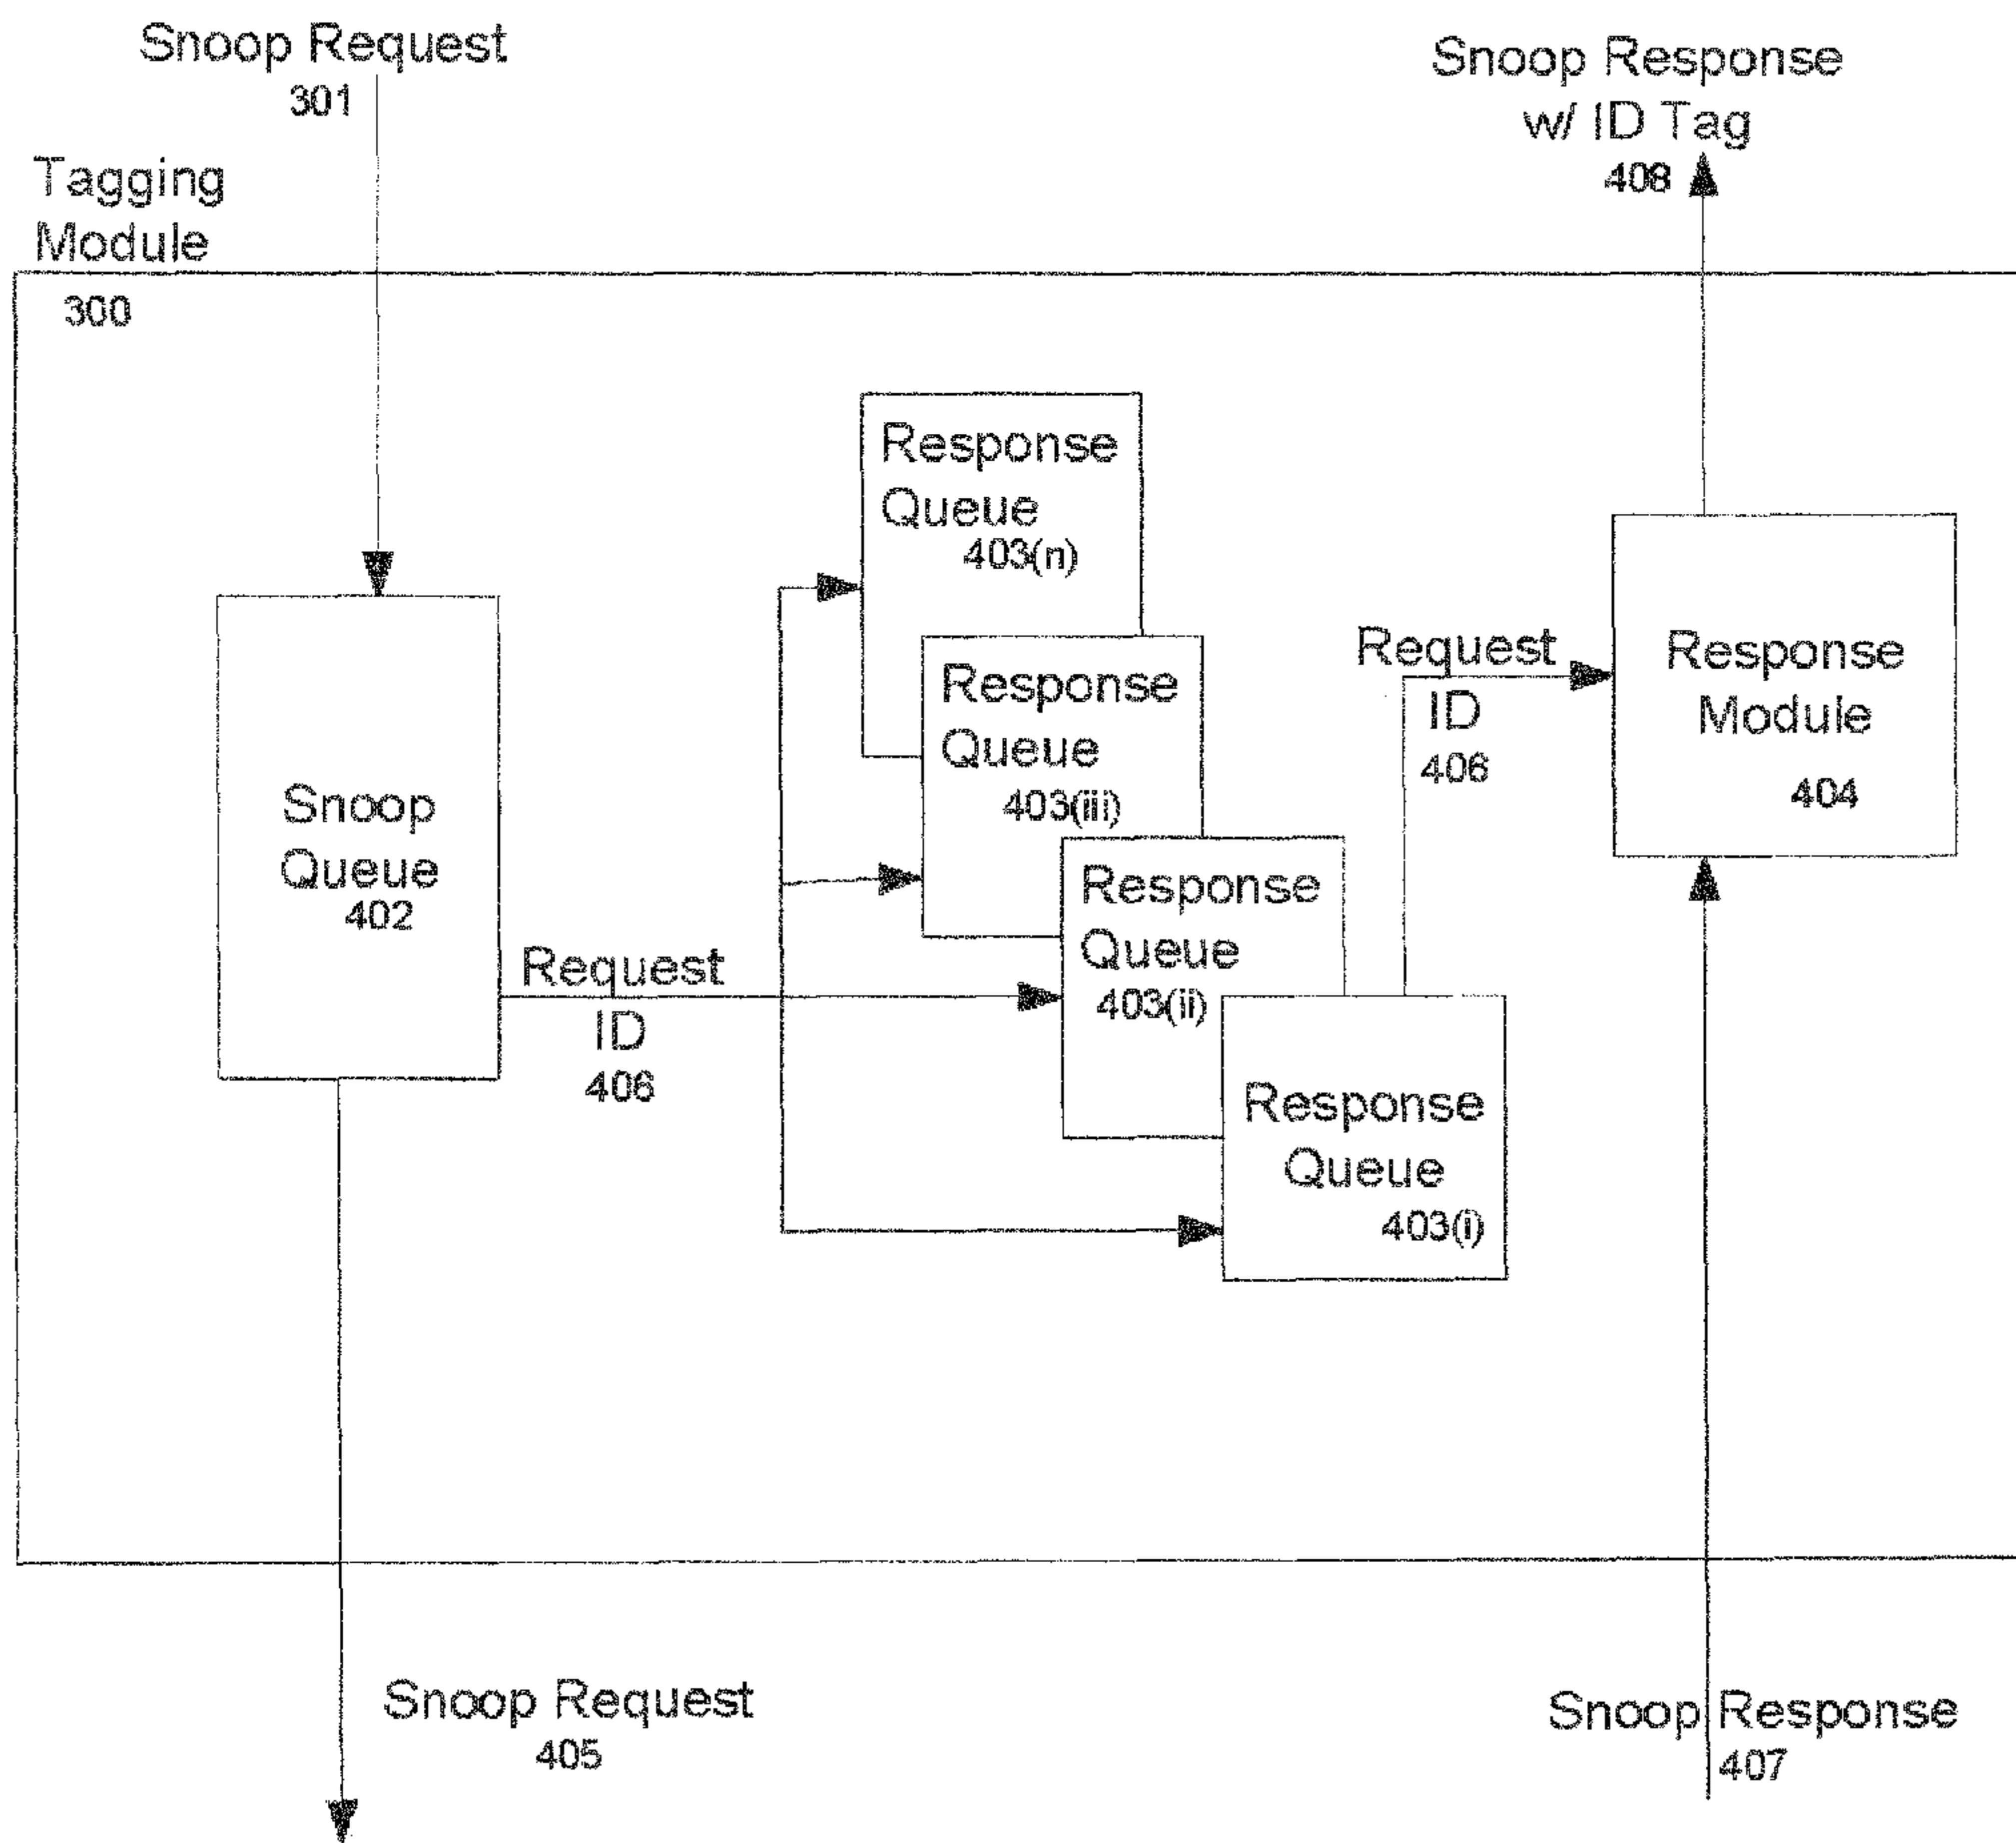 Snoop Request
301
Snoop Response
w/ ID Tag
408
Tagging
Module
300
Response
Queue
403(n)
Response
Queue
403(iii)
Request
ID
406
Response
Module
404
Snoop
Queue
402
Response
Queue
403(ii)
Request
ID
406
Response
Queue
403(i)
Snoop Request
405
Snoop Response
407